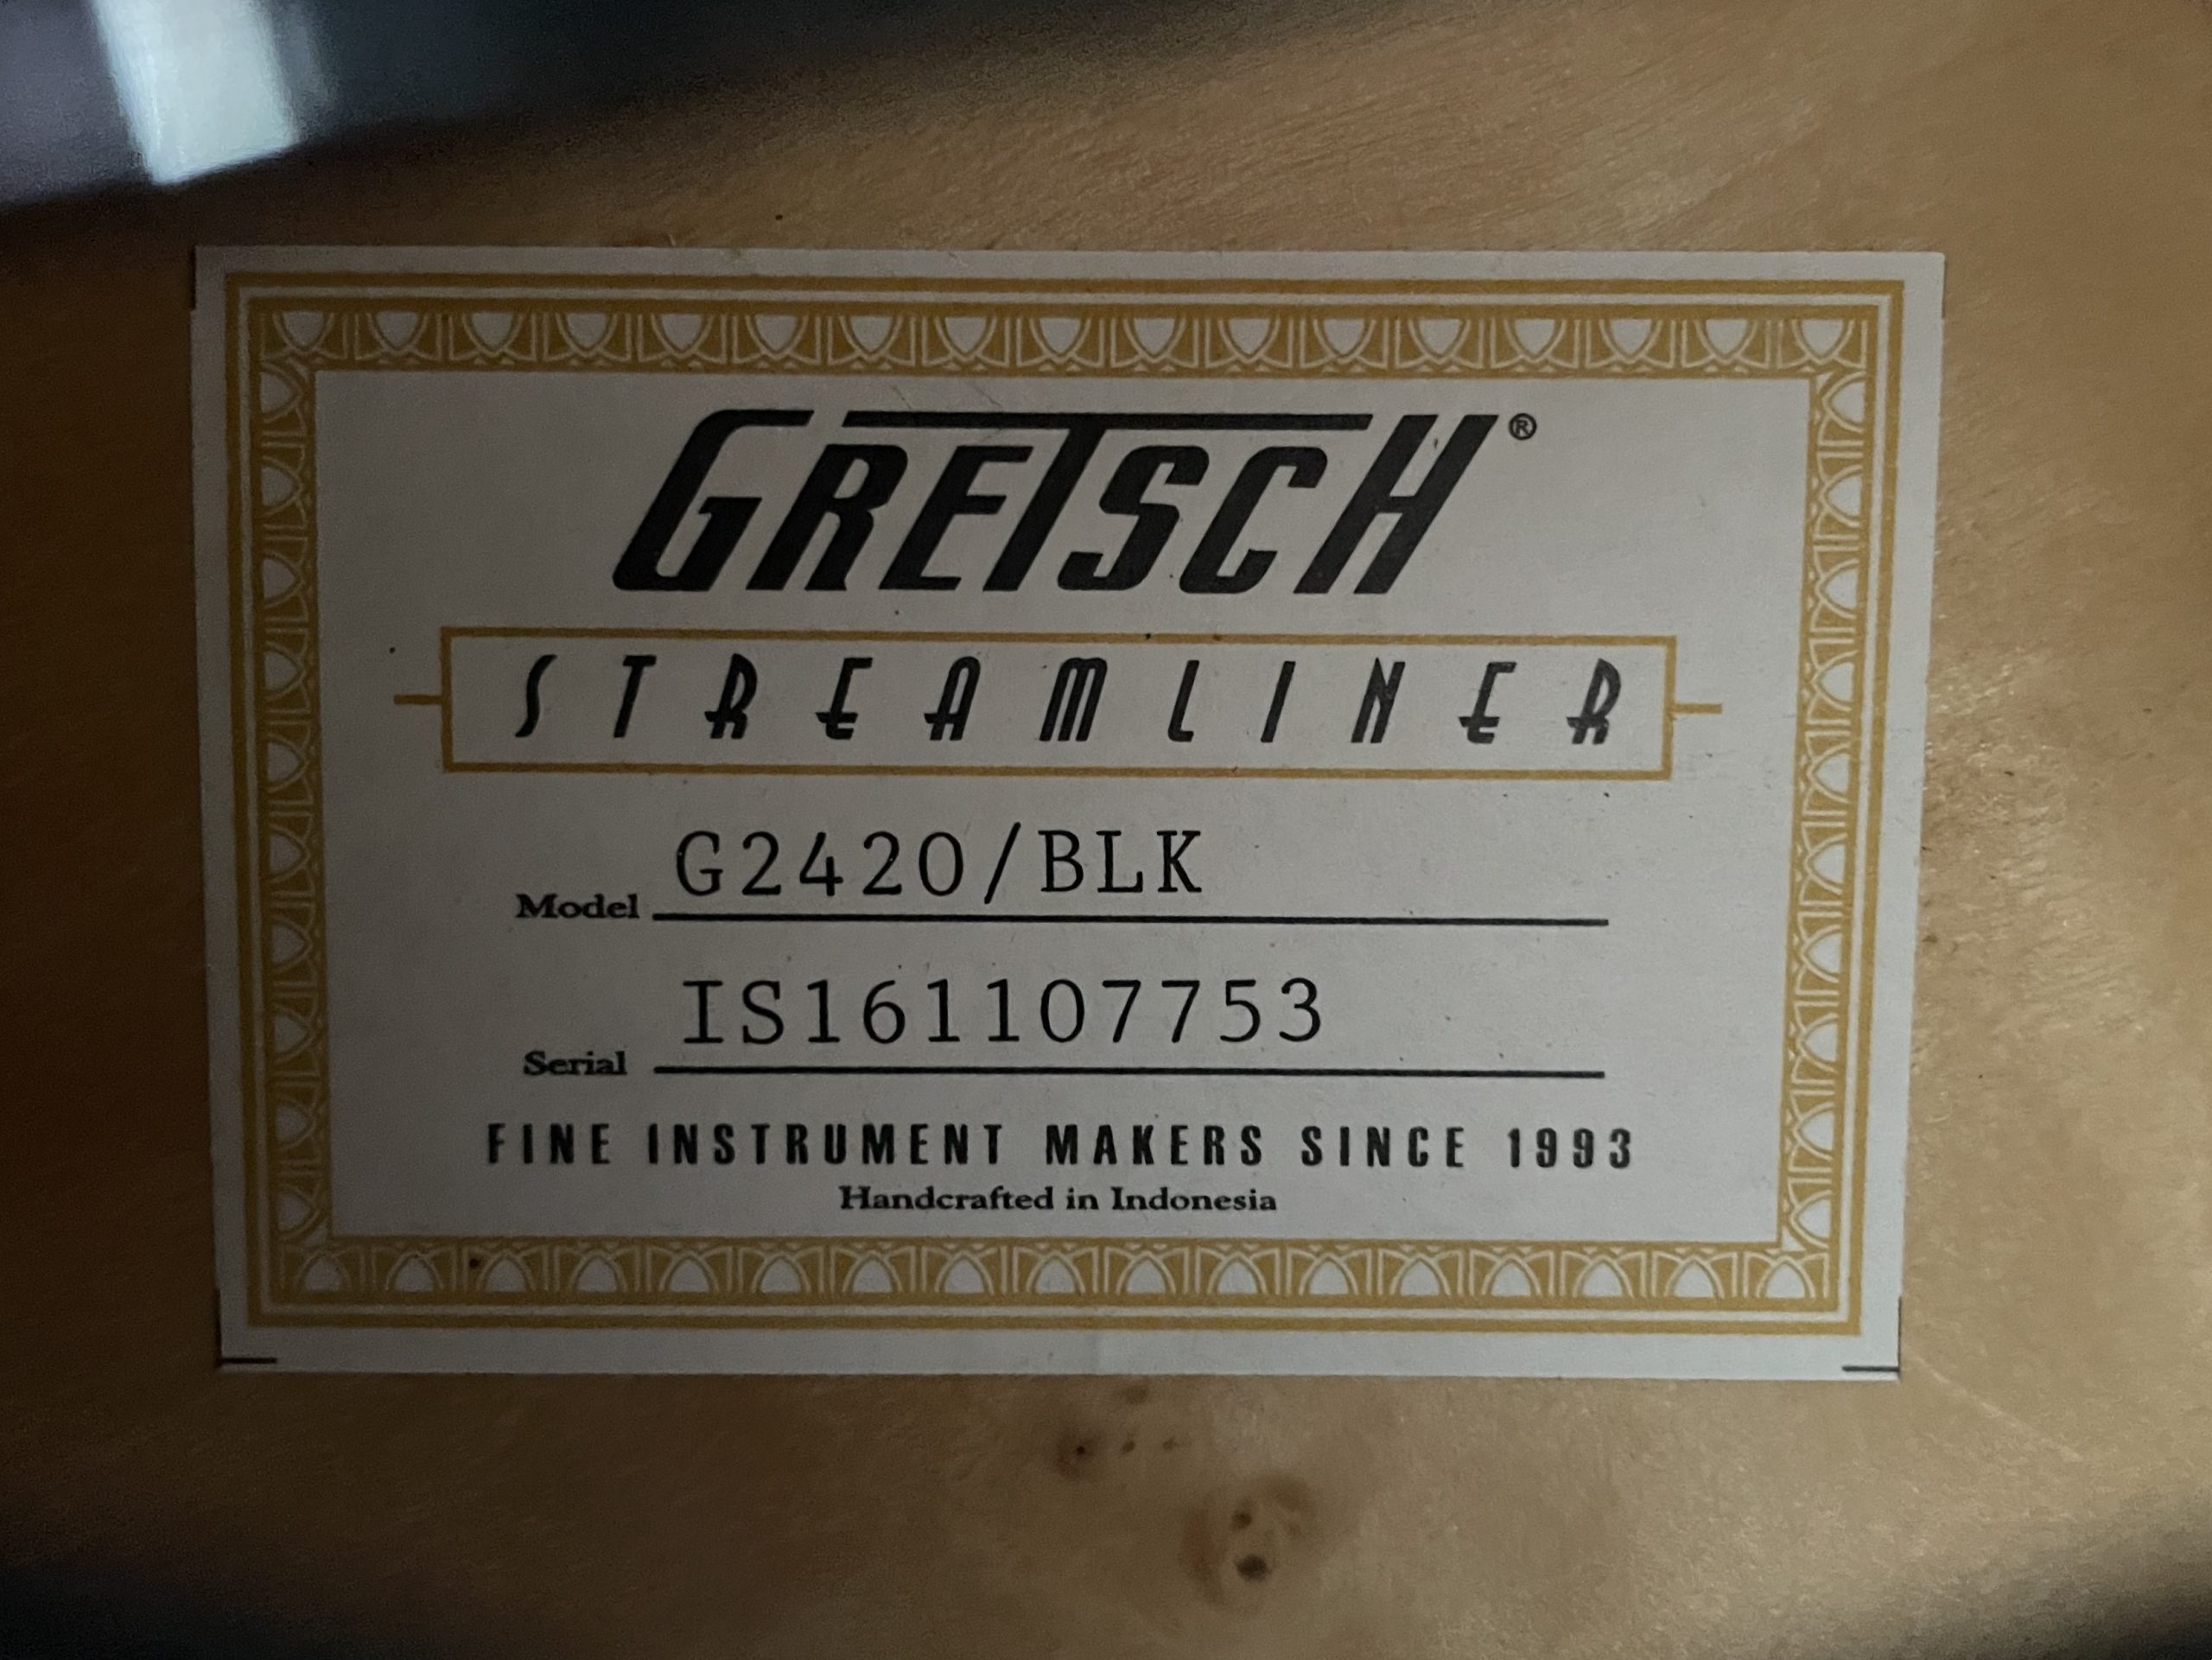 GRETSCH®
STREAMLINER
Model G2420/BLK
Serial IS161107753
FINE INSTRUMENT MAKERS SINCE 1993
Handcrafted in Indonesia